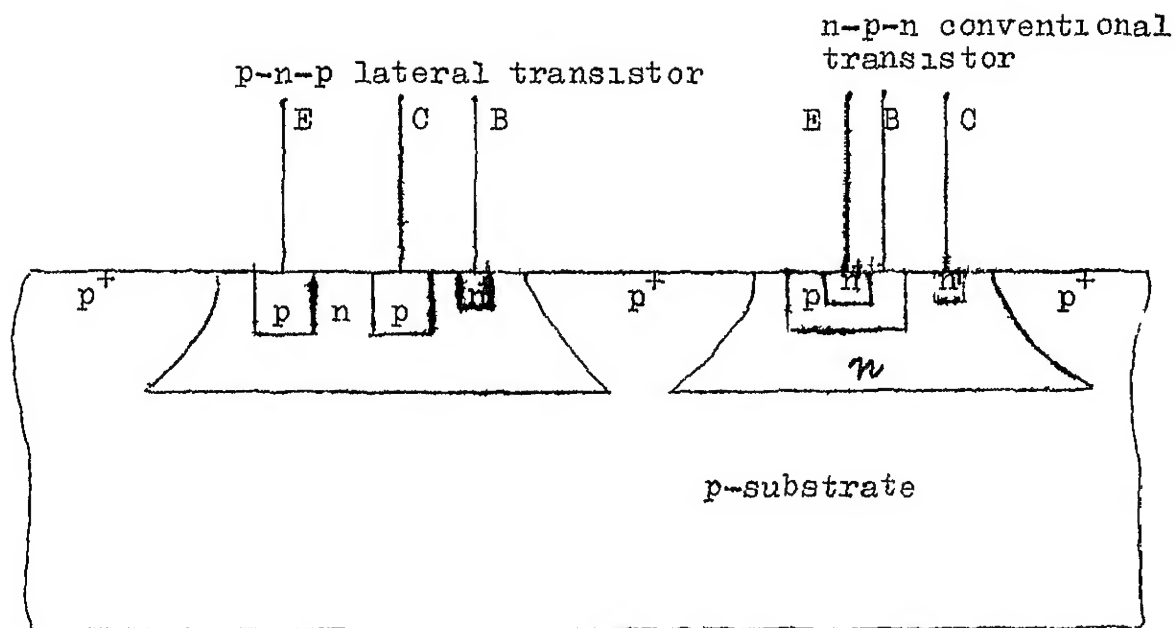 n-p-n conventional
transistor
p-n-p lateral transistor
E C B E B C
p+ p n p n p+ p n+ n+ p+
n
p-substrate